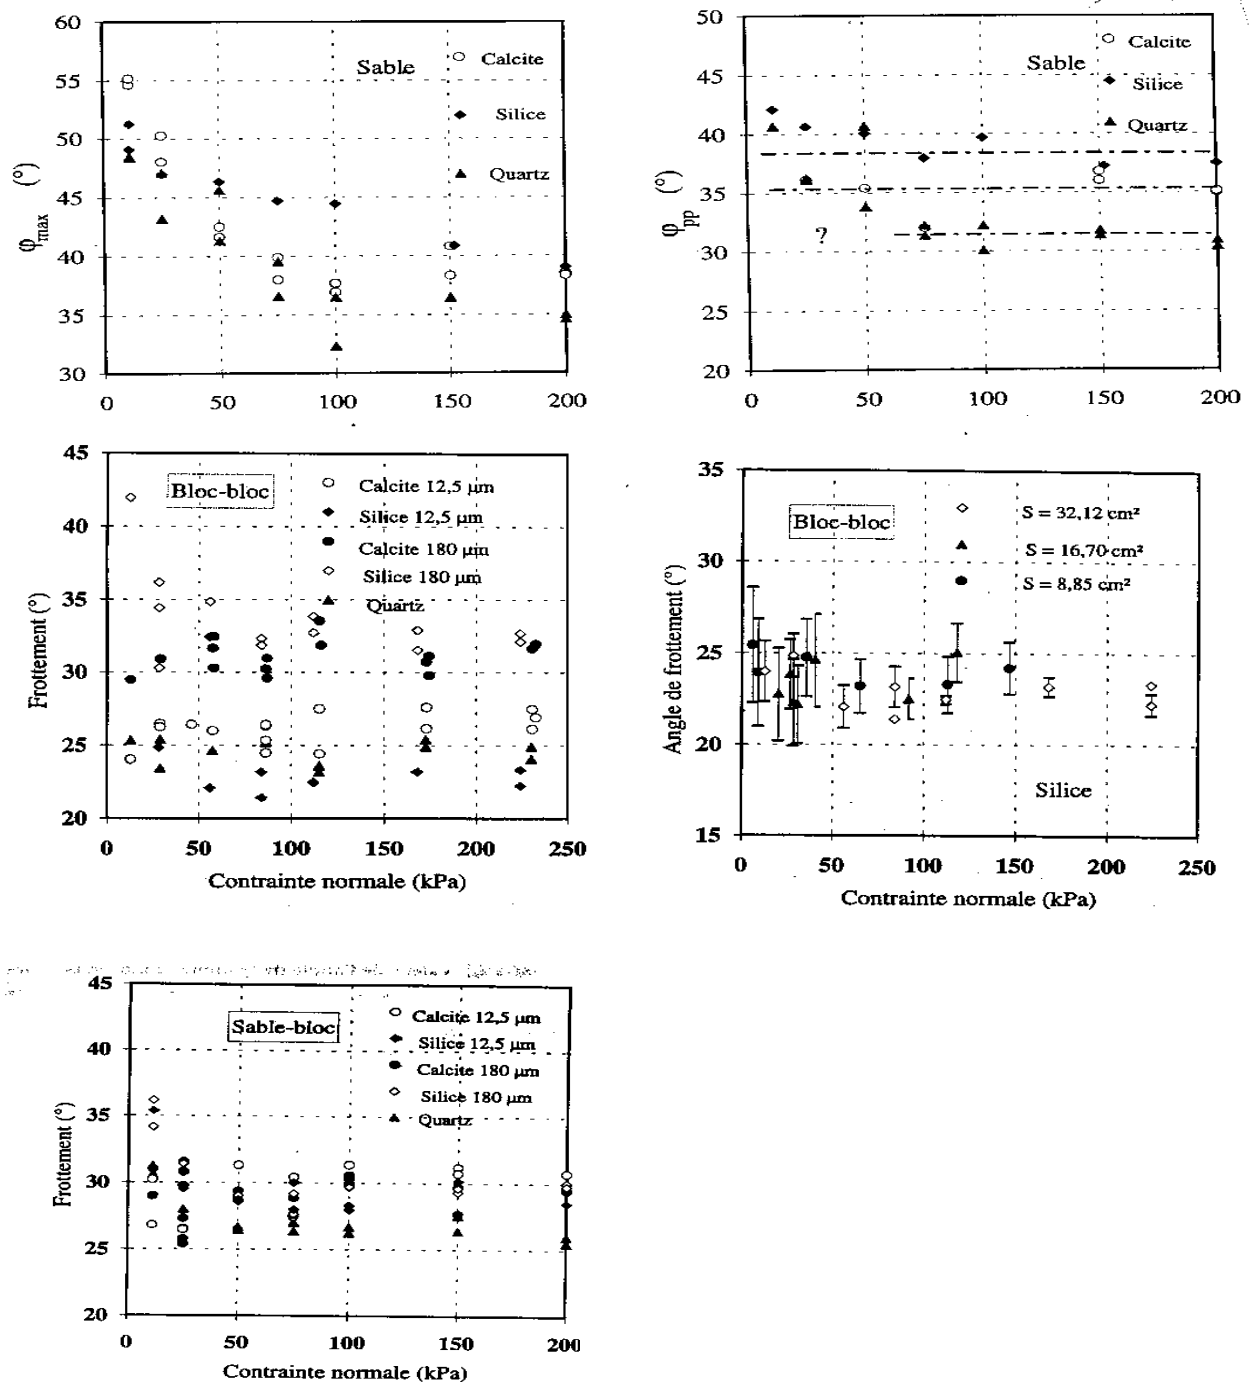 60
55
50
45
40
35
30
φmax (°)
Sable
Calcite
Silice
Quartz
0 50 100 150 200
50
45
40
35
30
25
20
φpp (°)
Sable
Calcite
Silice
Quartz
?
0 50 100 150 200
45
40
35
30
25
20
Frottement (°)
Bloc-bloc
Calcite 12,5 µm
Silice 12,5 µm
Calcite 180 µm
Silice 180 µm
Quartz
0 50 100 150 200 250
Contrainte normale (kPa)
35
30
25
20
15
Angle de frottement (°)
Bloc-bloc
S = 32,12 cm²
S = 16,70 cm²
S = 8,85 cm²
Silice
0 50 100 150 200 250
Contrainte normale (kPa)
45
40
35
30
25
20
Frottement (°)
Sable-bloc
Calcite 12,5 µm
Silice 12,5 µm
Calcite 180 µm
Silice 180 µm
Quartz
0 50 100 150 200
Contrainte normale (kPa)